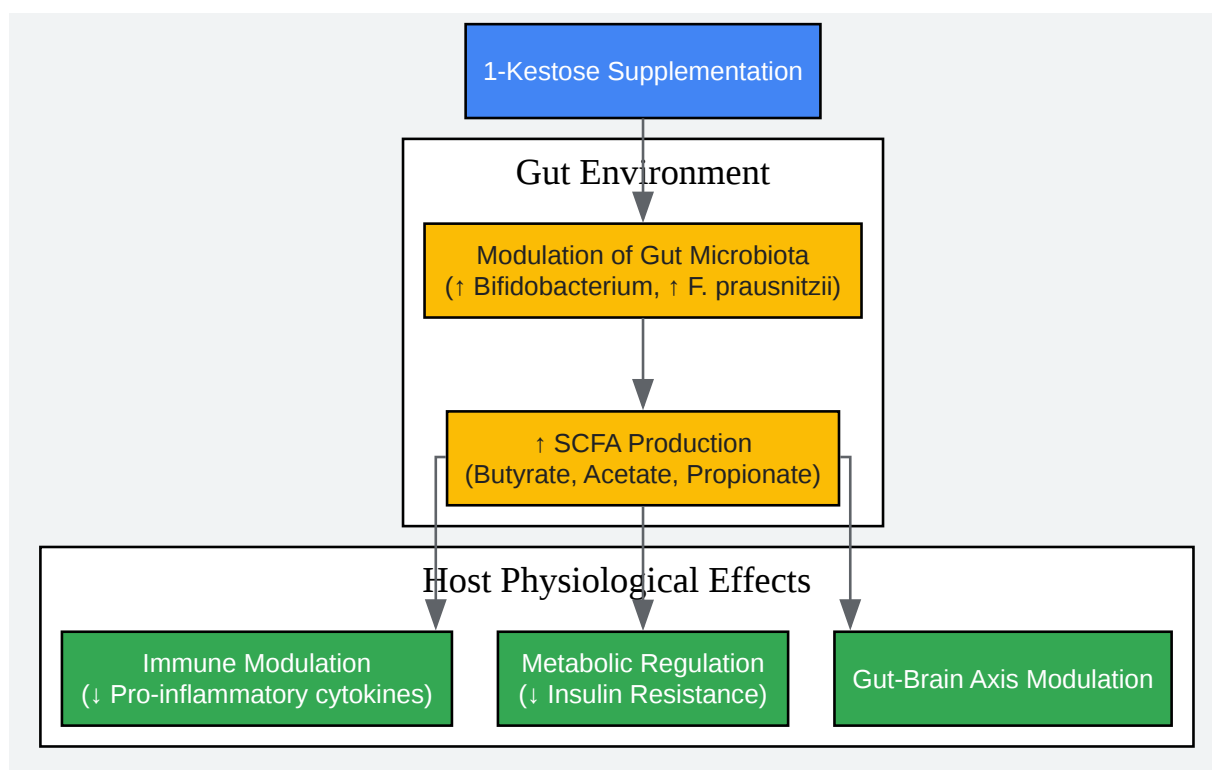 1-Kestose Supplementation
Gut Environment
Modulation of Gut Microbiota
(↑ Bifidobacterium, ↑ F. prausnitzii)
↑ SCFA Production
(Butyrate, Acetate, Propionate)
Host Physiological Effects
Immune Modulation
(↓ Pro-inflammatory cytokines)
Metabolic Regulation
(↓ Insulin Resistance)
Gut-Brain Axis Modulation